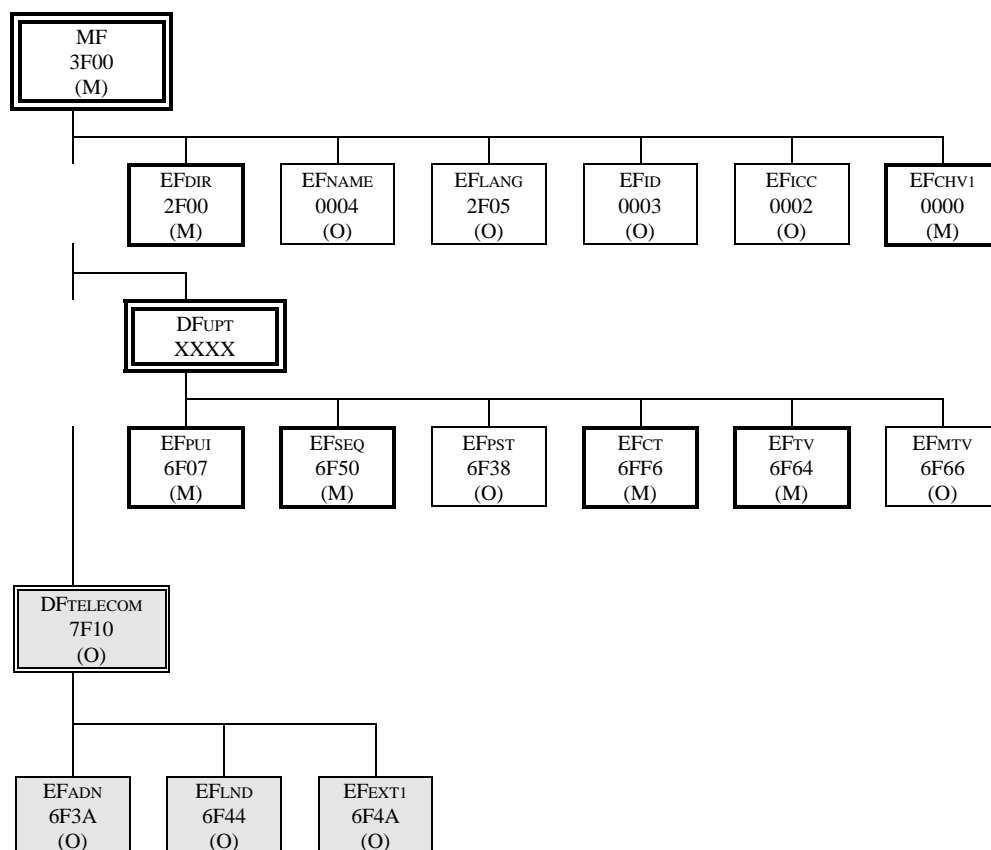 MF
3F00
(M)
EFDIR
2F00
(M)
EFNAME
0004
(O)
EFLANG
2F05
(O)
EFID
0003
(O)
EFICC
0002
(O)
EFCHV1
0000
(M)
DFUPT
XXXX
EFPUI
6F07
(M)
EFSEQ
6F50
(M)
EFPST
6F38
(O)
EFCT
6FF6
(M)
EFTV
6F64
(M)
EFMTV
6F66
(O)
DFTELECOM
7F10
(O)
EFADN
6F3A
(O)
EFLND
6F44
(O)
EFEXT1
6F4A
(O)